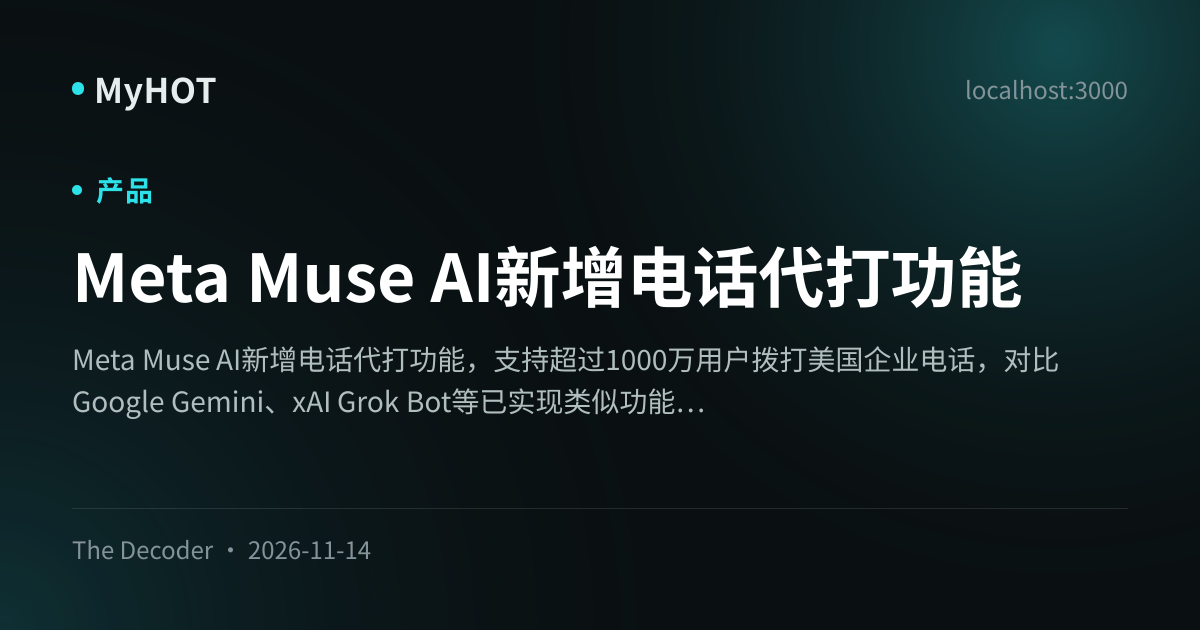 MyHOT
localhost:3000
产品
Meta Muse AI新增电话代打功能
Meta Muse AI新增电话代打功能，支持超过1000万用户拨打美国企业电话，对比
Google Gemini、xAI Grok Bot等已实现类似功能…
The Decoder · 2026-11-14